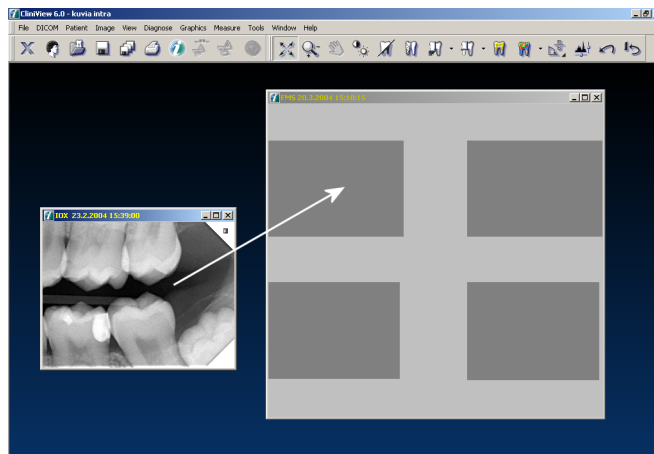 CliniView 6.0 - kuvia intra
File DICOM Patient Image View Diagnose Graphics Measure Tools Window Help
FMS 20.3.2004 15:10:16
IOX 23.2.2004 15:39:00